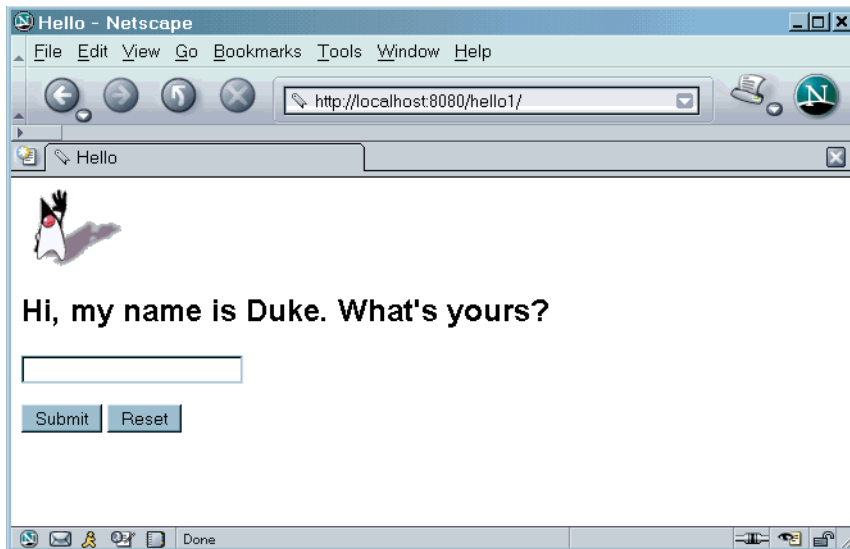 Hello - Netscape
File Edit View Go Bookmarks Tools Window Help
http://localhost:8080/hello1/
N
Hello
Hi, my name is Duke. What's yours?
Submit Reset
Done